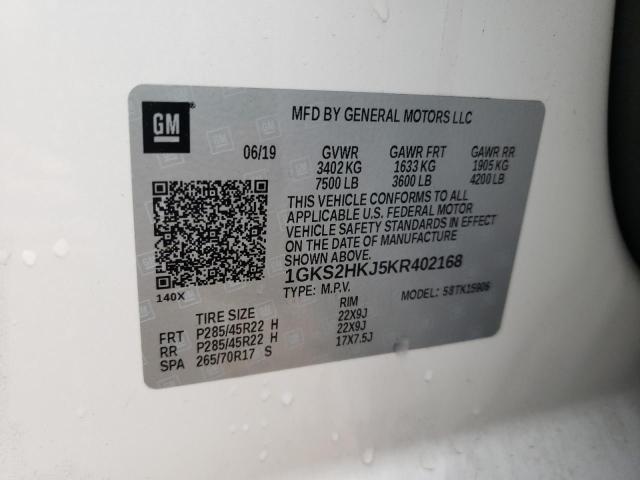 GM
MFD BY GENERAL MOTORS LLC
06/19 GVWR GAWR FRT GAWR RR
3402 KG 1633 KG 1905 KG
7500 LB 3600 LB 4200 LB
THIS VEHICLE CONFORMS TO ALL
APPLICABLE U.S. FEDERAL MOTOR
VEHICLE SAFETY STANDARDS IN EFFECT
ON THE DATE OF MANUFACTURE
SHOWN ABOVE.
1GKS2HKJ5KR402168
140X
TYPE: M.P.V. MODEL: 5STK15906
TIRE SIZE RIM
FRT P285/45R22 H 22X9J
RR P285/45R22 H 22X9J
SPA 265/70R17 S 17X7.5J